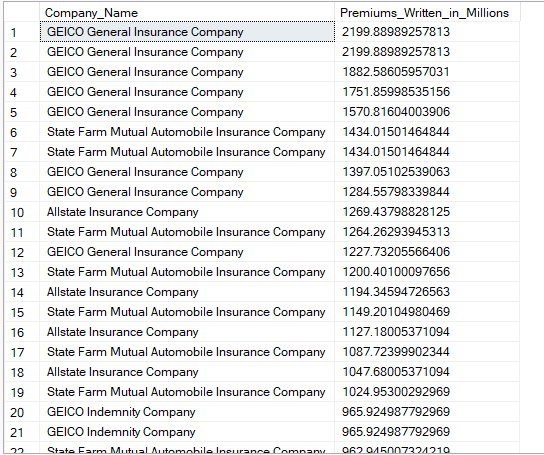 Company_Name Premiums_Written_in_Millions
1 GEICO General Insurance Company 2199.88989257813
2 GEICO General Insurance Company 2199.88989257813
3 GEICO General Insurance Company 1882.58605957031
4 GEICO General Insurance Company 1751.85998535156
5 GEICO General Insurance Company 1570.81604003906
6 State Farm Mutual Automobile Insurance Company 1434.01501464844
7 State Farm Mutual Automobile Insurance Company 1434.01501464844
8 GEICO General Insurance Company 1397.05102539063
9 GEICO General Insurance Company 1284.55798339844
10 Allstate Insurance Company 1269.43798828125
11 State Farm Mutual Automobile Insurance Company 1264.26293945313
12 GEICO General Insurance Company 1227.73205566406
13 State Farm Mutual Automobile Insurance Company 1200.40100097656
14 Allstate Insurance Company 1194.34594726563
15 State Farm Mutual Automobile Insurance Company 1149.20104980469
16 Allstate Insurance Company 1127.18005371094
17 State Farm Mutual Automobile Insurance Company 1087.72399902344
18 Allstate Insurance Company 1047.68005371094
19 State Farm Mutual Automobile Insurance Company 1024.95300292969
20 GEICO Indemnity Company 965.924987792969
21 GEICO Indemnity Company 965.924987792969
22 State Farm Mutual Automobile Insurance Company 962.945007324219